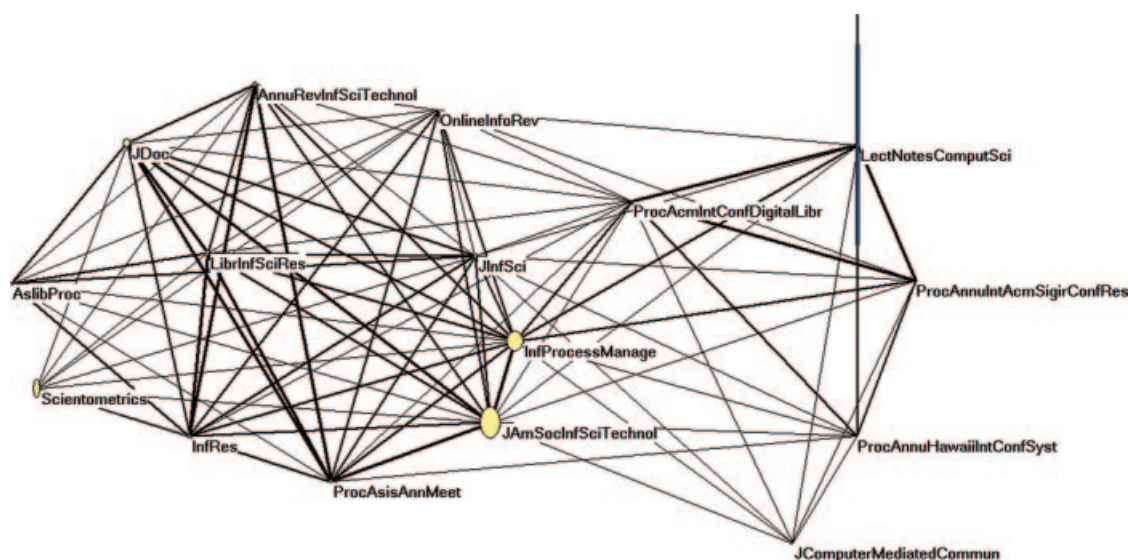 AnnuRevInfSciTechnol
OnlineInfoRev
JDoc
LectNotesComputSci
ProcAcmIntConfDigitalLibr
LibrInfSciRes
JInfSci
AslibProc
ProcAnnuIntAcmSigirConfRes
InfProcessManage
Scientometrics
JAmSocInfSciTechnol
InfRes
ProcAnnuHawaiiIntConfSyst
ProcAsisAnnMeet
JComputerMediatedCommun